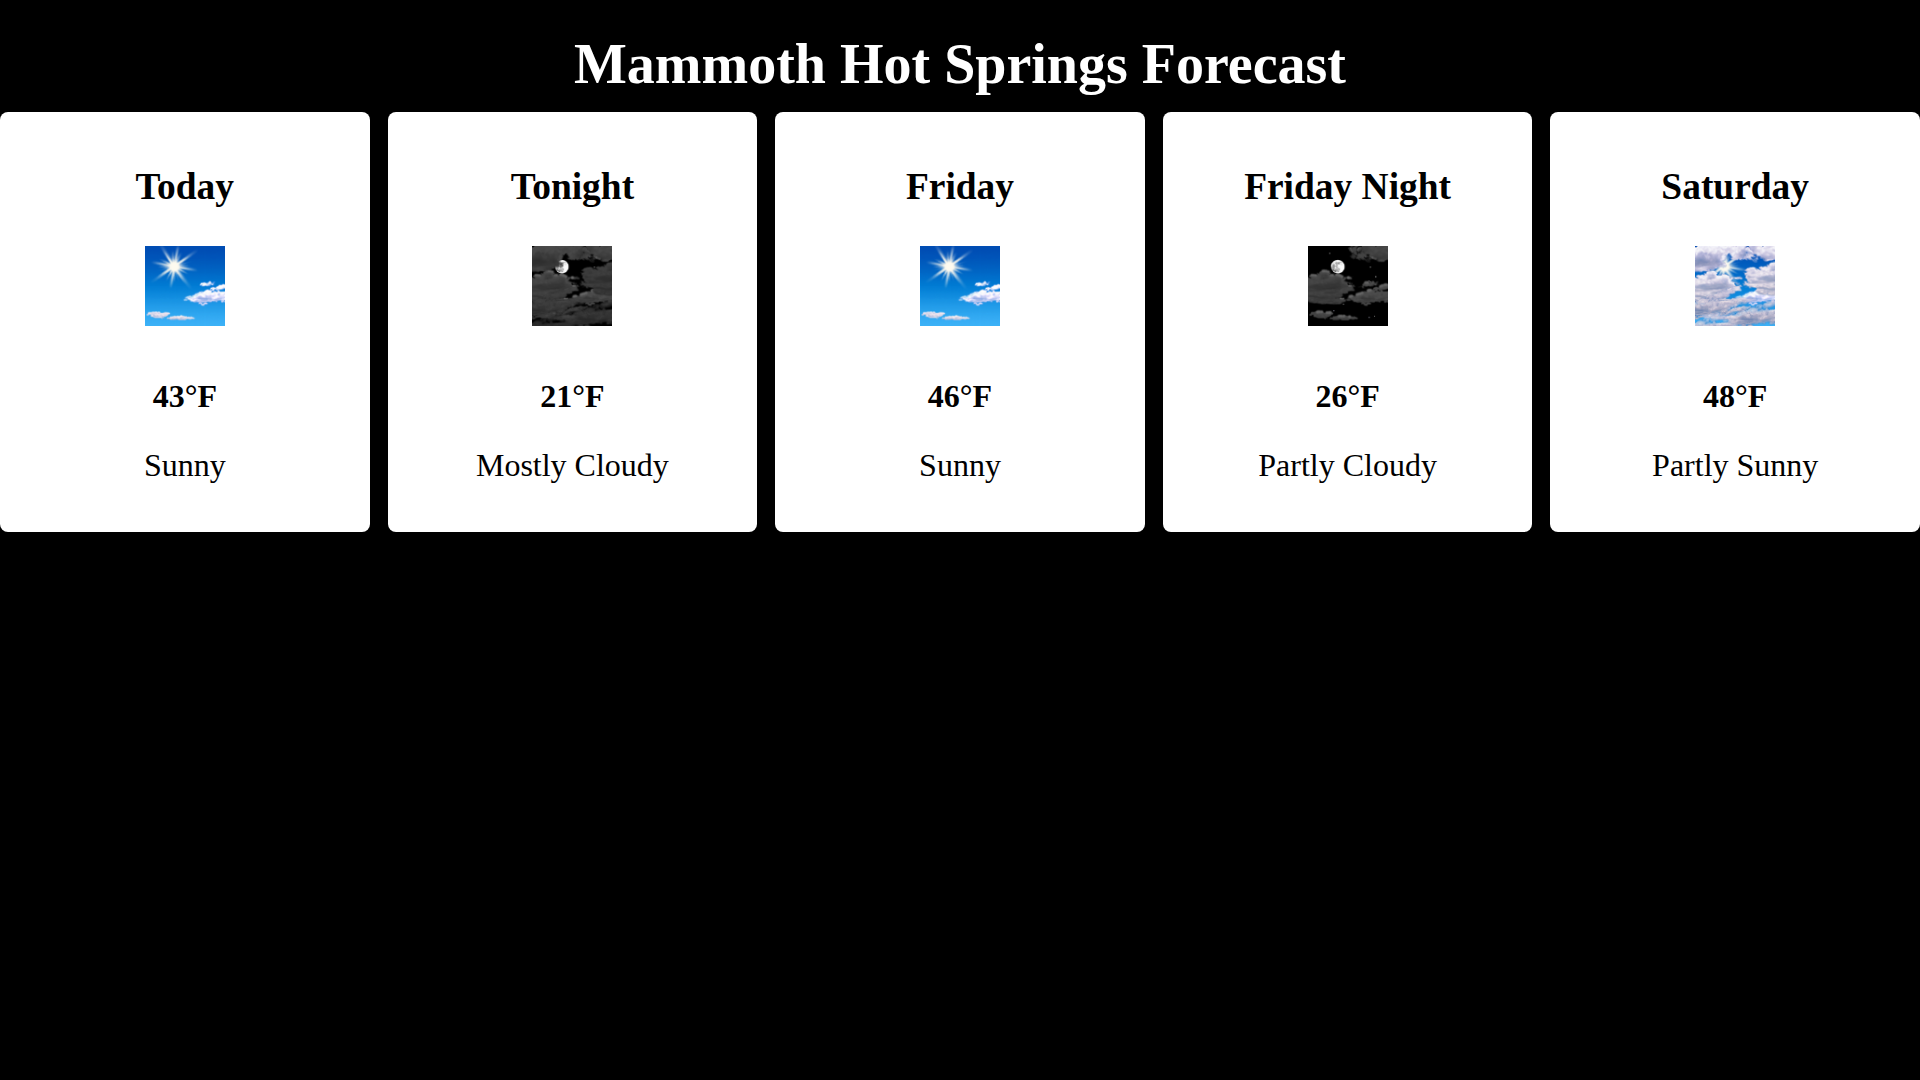 Mammoth Hot Springs Forecast
Today
43°F
Sunny
Tonight
21°F
Mostly Cloudy
Friday
46°F
Sunny
Friday Night
26°F
Partly Cloudy
Saturday
48°F
Partly Sunny